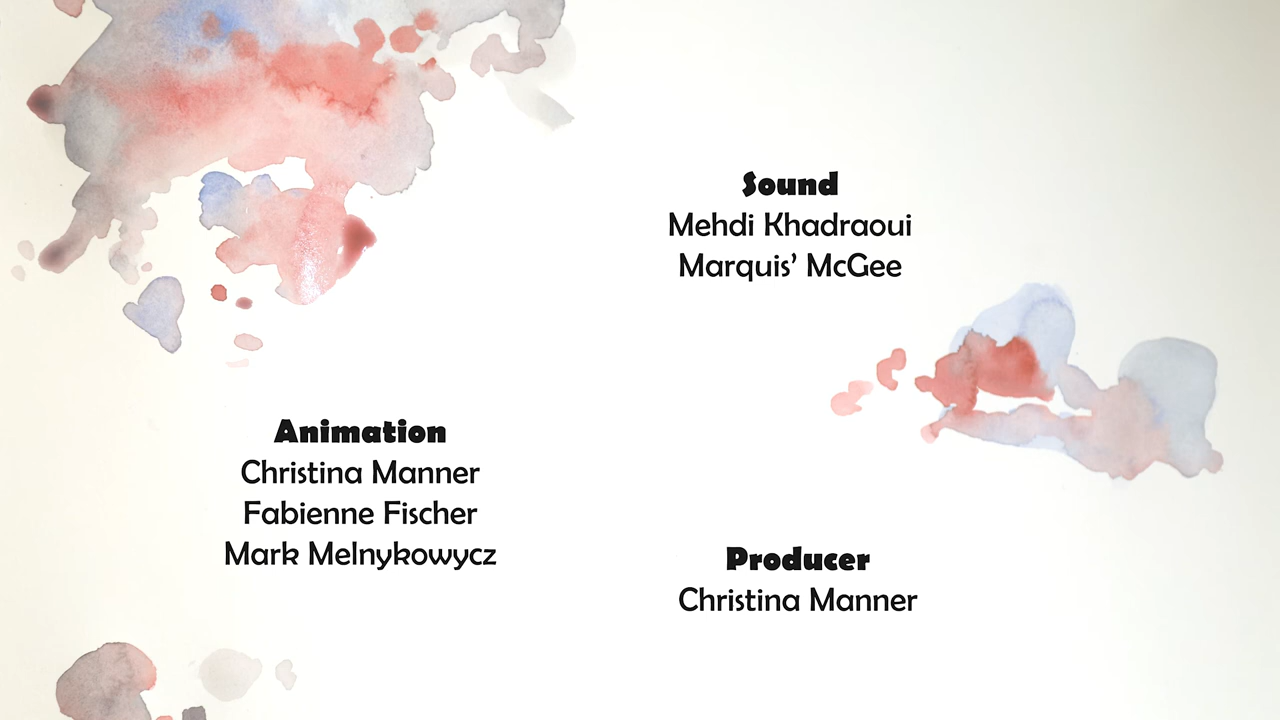 Sound
Mehdi Khadraoui
Marquis’ McGee
Animation
Christina Manner
Fabienne Fischer
Mark Melnykowycz
Producer
Christina Manner